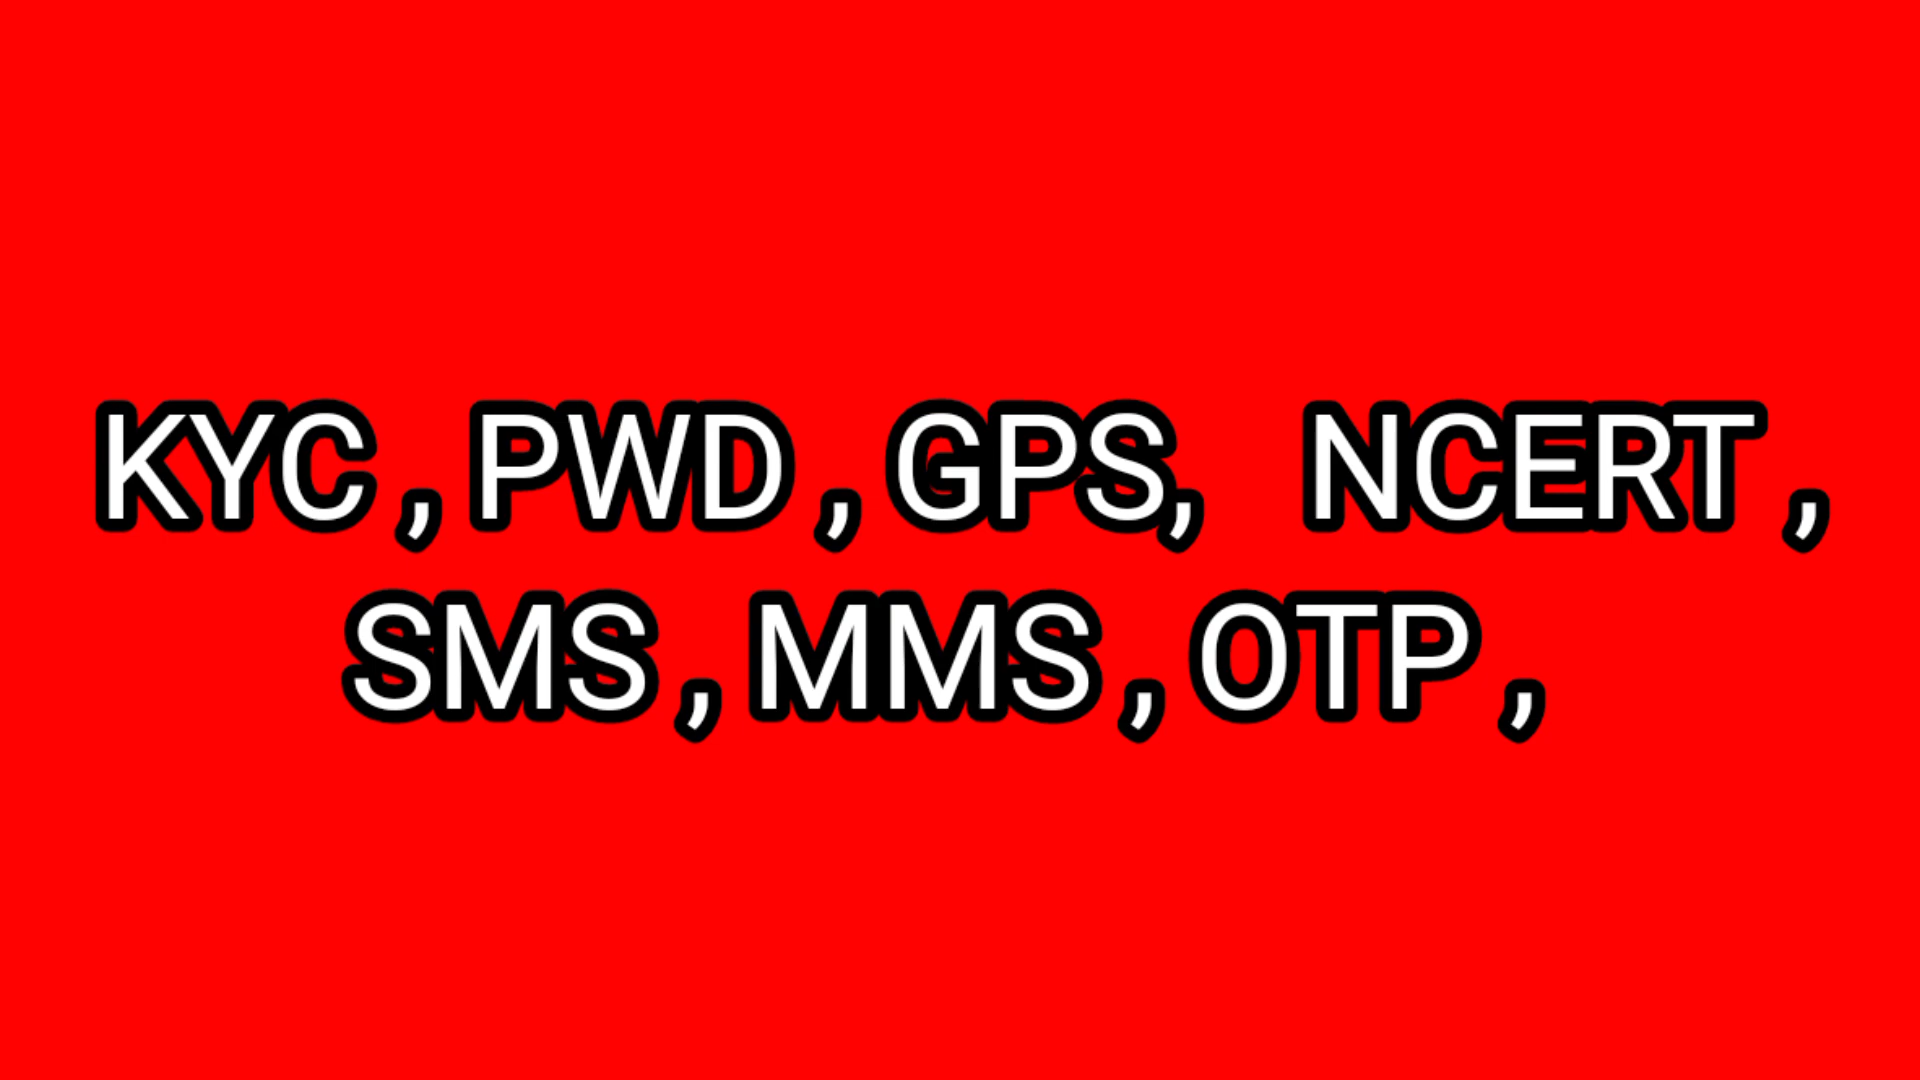 KYC , PWD , GPS, NCERT ,
SMS , MMS , OTP ,